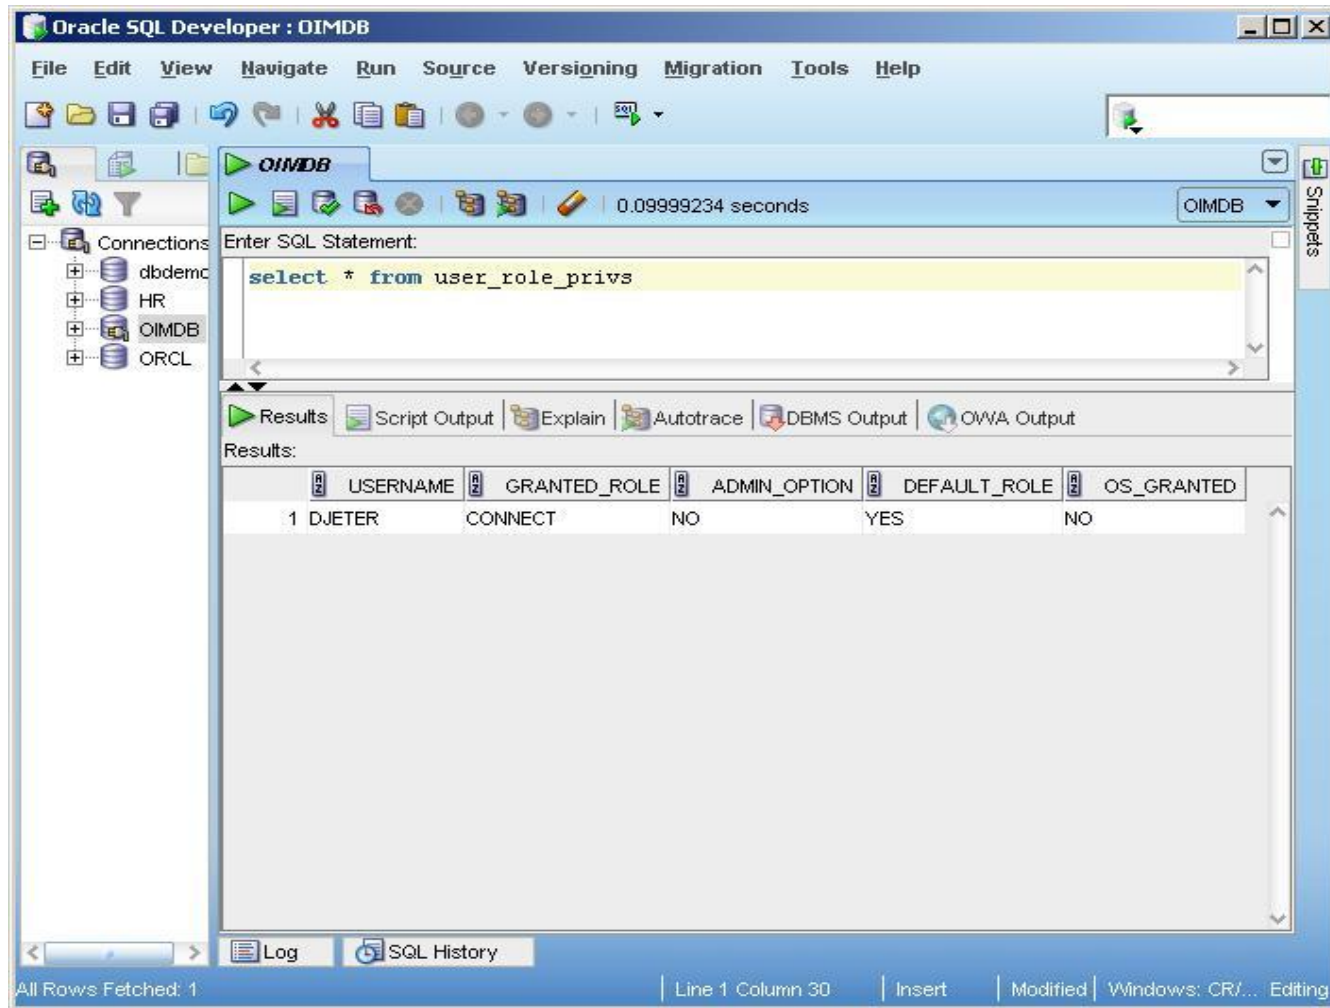 Oracle SQL Developer : OIMDB
File Edit View Navigate Run Source Versioning Migration Tools Help
OIMDB
0.09999234 seconds
OIMDB
Snippets
Connections
dbdemo
HR
OIMDB
ORCL
Enter SQL Statement:
select * from user_role_privs
Results Script Output Explain Autotrace DBMS Output OWA Output
Results:
USERNAME GRANTED_ROLE ADMIN_OPTION DEFAULT_ROLE OS_GRANTED
1 DJETER CONNECT NO YES NO
Log SQL History
All Rows Fetched: 1 Line 1 Column 30 Insert Modified Windows: CR/... Editing